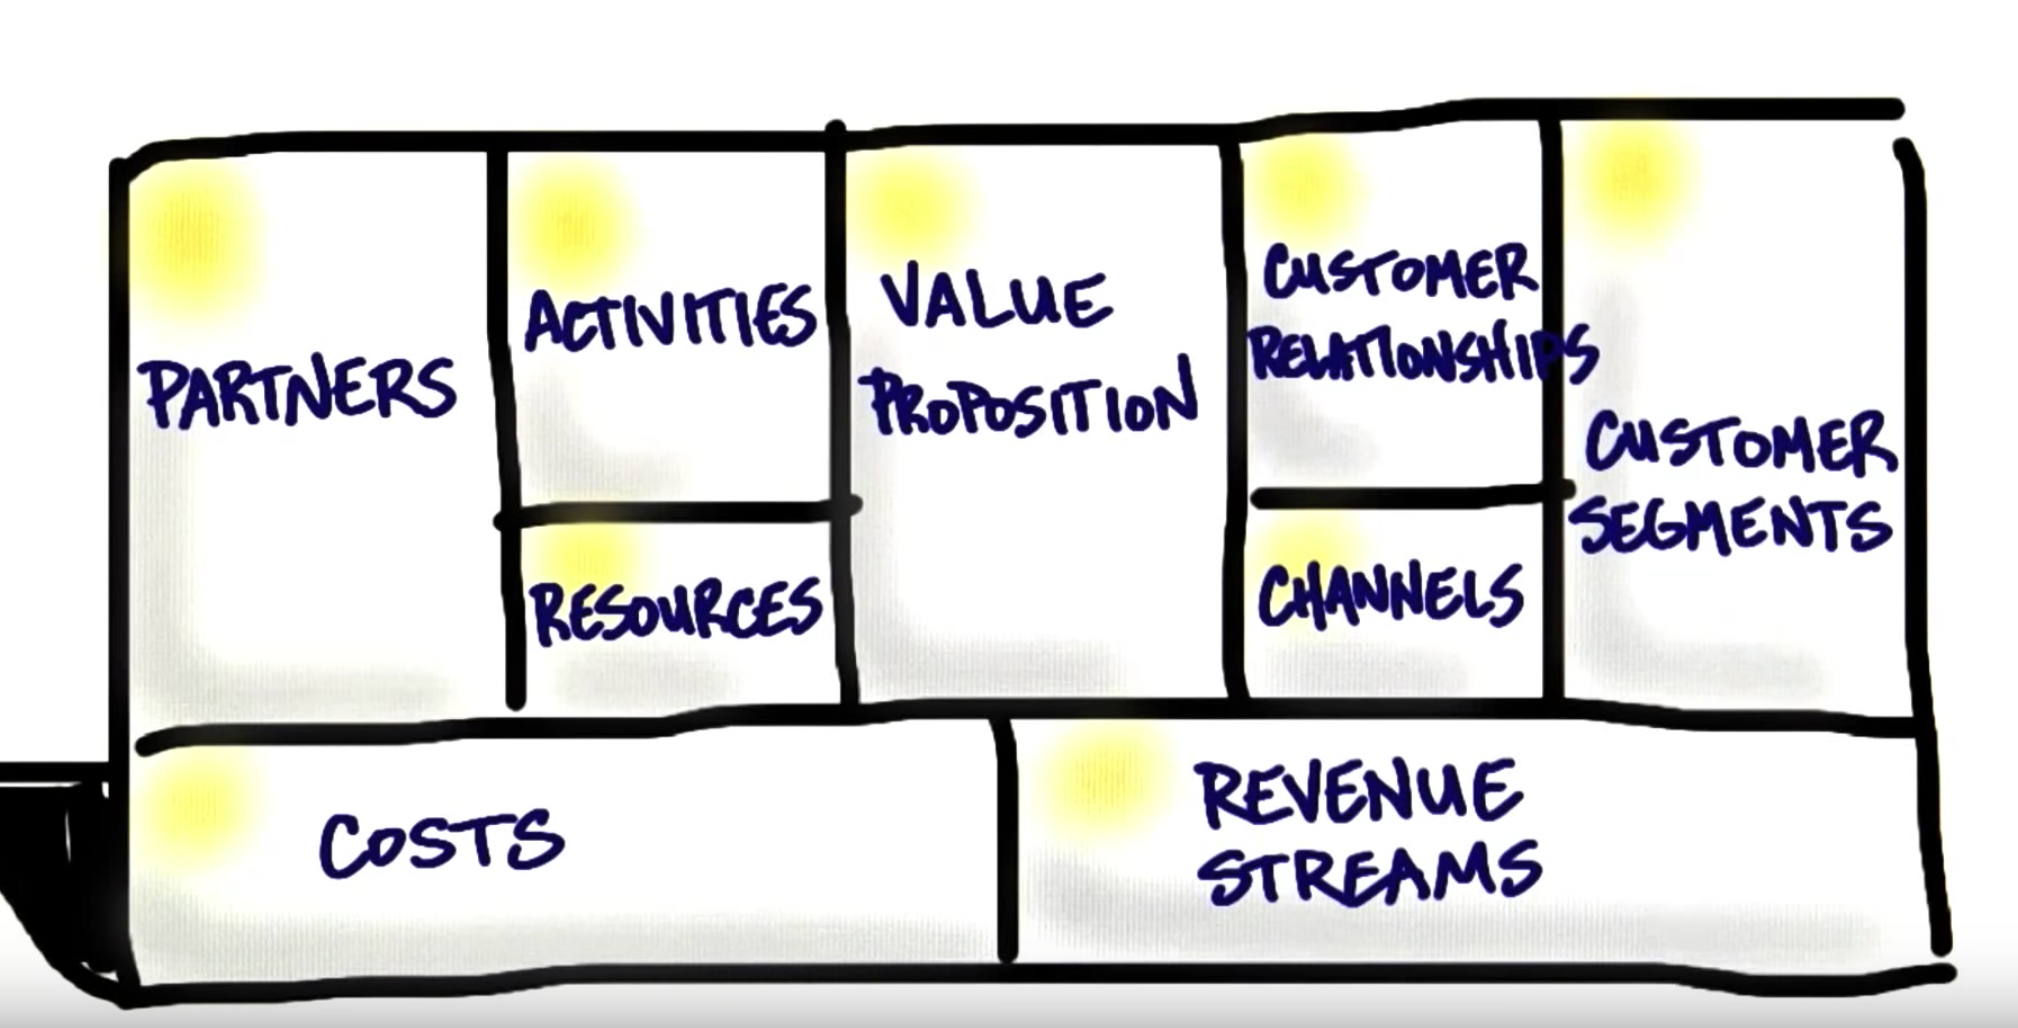 PARTNERS
ACTIVITIES
RESOURCES
VALUE
PROPOSITION
CUSTOMER
RELATIONSHIPS
CHANNELS
CUSTOMER
SEGMENTS
COSTS
REVENUE
STREAMS